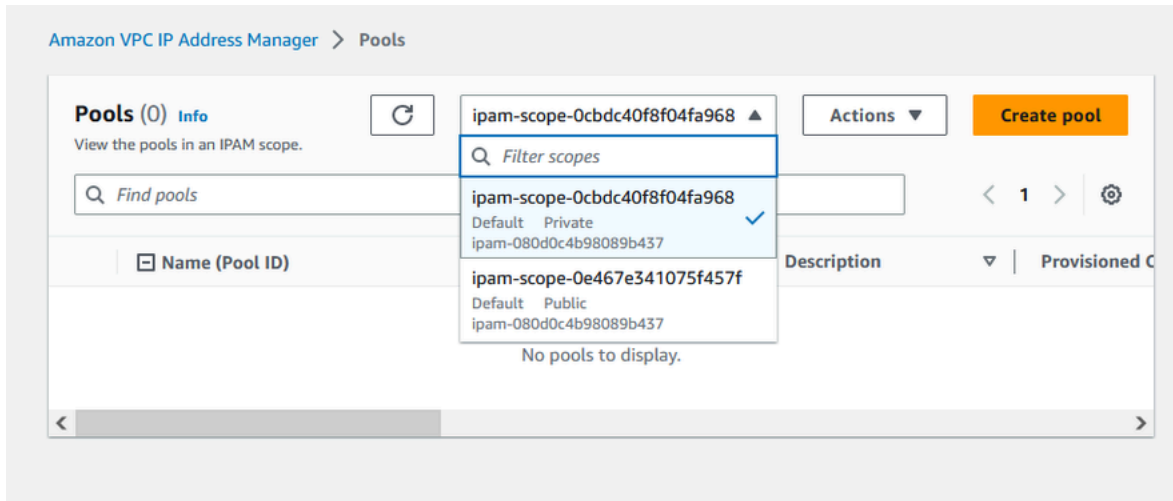 Amazon VPC IP Address Manager > Pools
Pools (0) Info
View the pools in an IPAM scope.
ipam-scope-0cbdc40f8f04fa968
Actions
Create pool
Filter scopes
Find pools
1
ipam-scope-0cbdc40f8f04fa968
Default Private
ipam-080d0c4b98089b437
ipam-scope-0e467e341075f457f
Default Public
ipam-080d0c4b98089b437
Name (Pool ID)
Description
Provisioned C
No pools to display.